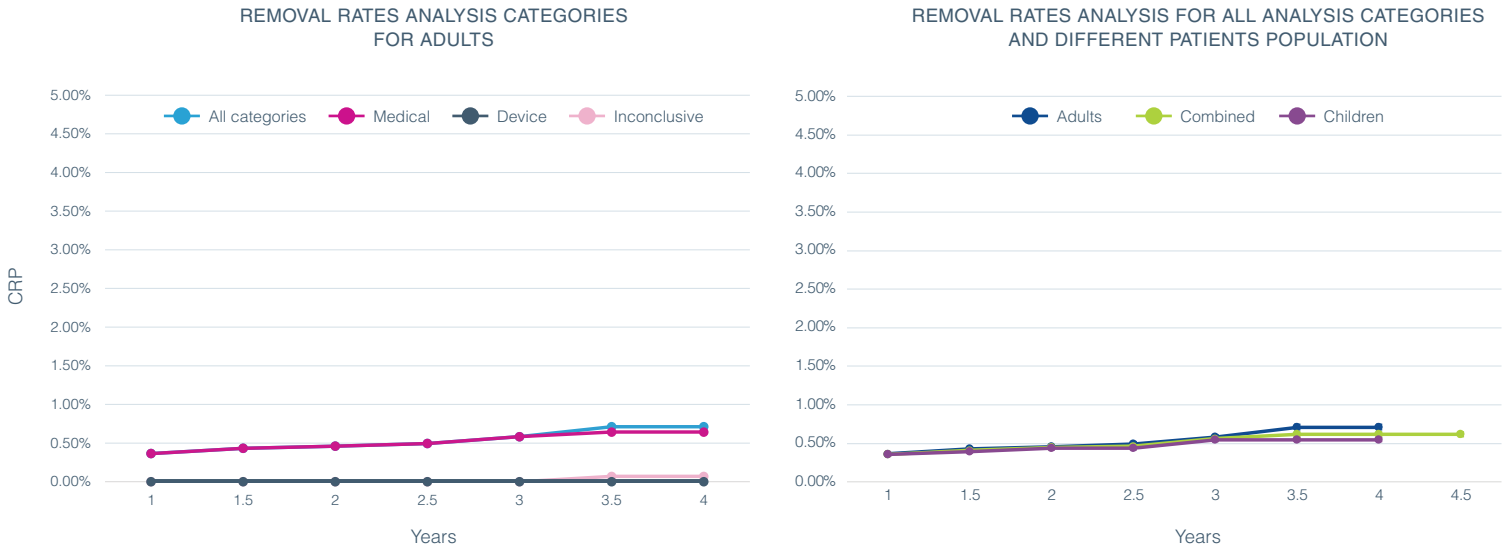 REMOVAL RATES ANALYSIS CATEGORIES
FOR ADULTS
5.00%
All categories Medical Device Inconclusive
4.50%
4.00%
3.50%
3.00%
2.50%
2.00%
1.50%
1.00%
0.50%
0.00%
CRP
1 1.5 2 2.5 3 3.5 4
Years
REMOVAL RATES ANALYSIS FOR ALL ANALYSIS CATEGORIES
AND DIFFERENT PATIENTS POPULATION
5.00%
Adults Combined Children
4.50%
4.00%
3.50%
3.00%
2.50%
2.00%
1.50%
1.00%
0.50%
0.00%
1 1.5 2 2.5 3 3.5 4 4.5
Years